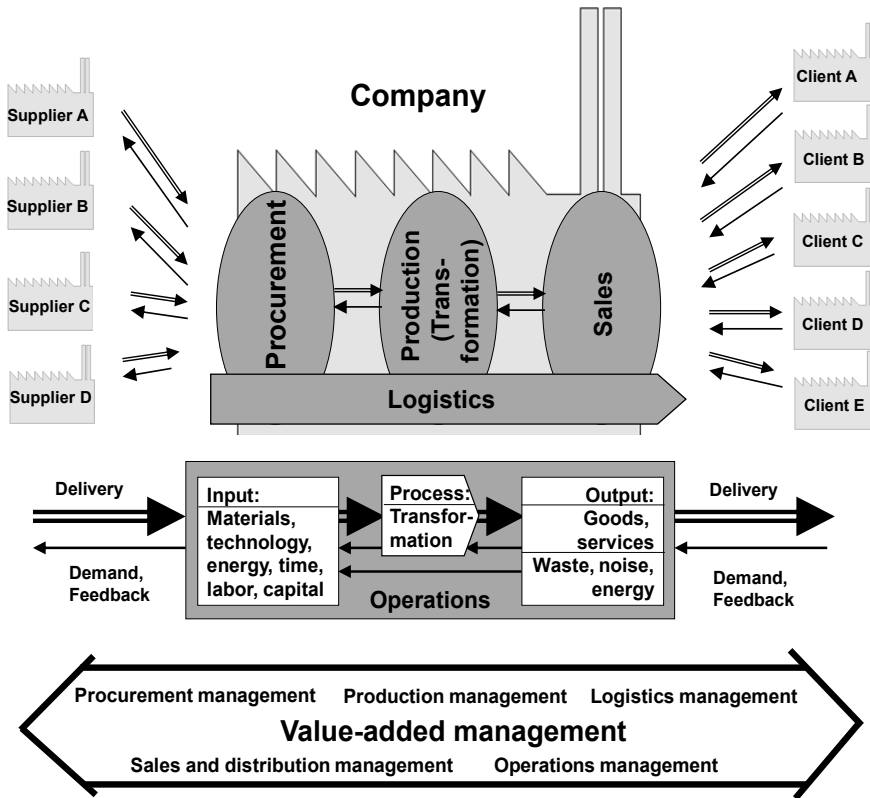 Company
Supplier A
Supplier B
Supplier C
Supplier D
Procurement
Production
(Trans-
formation)
Sales
Logistics
Client A
Client B
Client C
Client D
Client E
Delivery
Demand,
Feedback
Input:
Materials,
technology,
energy, time,
labor, capital
Process:
Transfor-
mation
Output:
Goods,
services
Waste, noise,
energy
Operations
Delivery
Demand,
Feedback
Procurement management
Production management
Logistics management
Value-added management
Sales and distribution management
Operations management